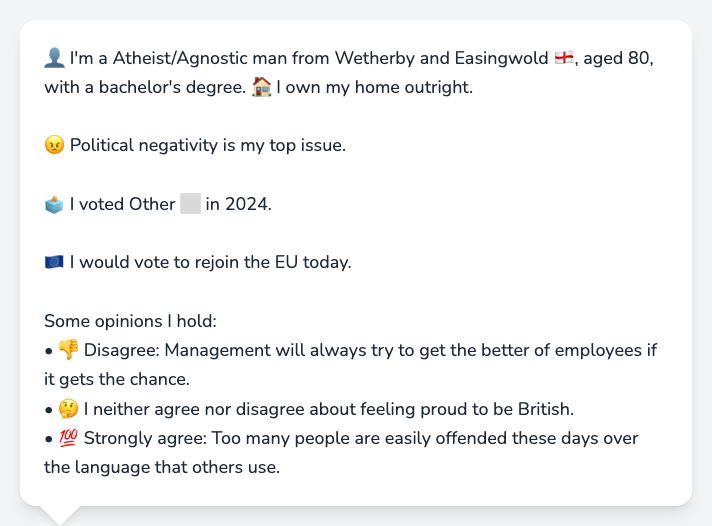 👤 I'm a Atheist/Agnostic man from Wetherby and Easingwold 🏴󠁧󠁢󠁥󠁮󠁧󠁿, aged 80,
with a bachelor's degree. 🏠 I own my home outright.
😠 Political negativity is my top issue.
🗳️ I voted Other ⬜ in 2024.
🇪🇺 I would vote to rejoin the EU today.
Some opinions I hold:
• 👎 Disagree: Management will always try to get the better of employees if
it gets the chance.
• 🤔 I neither agree nor disagree about feeling proud to be British.
• 💯 Strongly agree: Too many people are easily offended these days over
the language that others use.